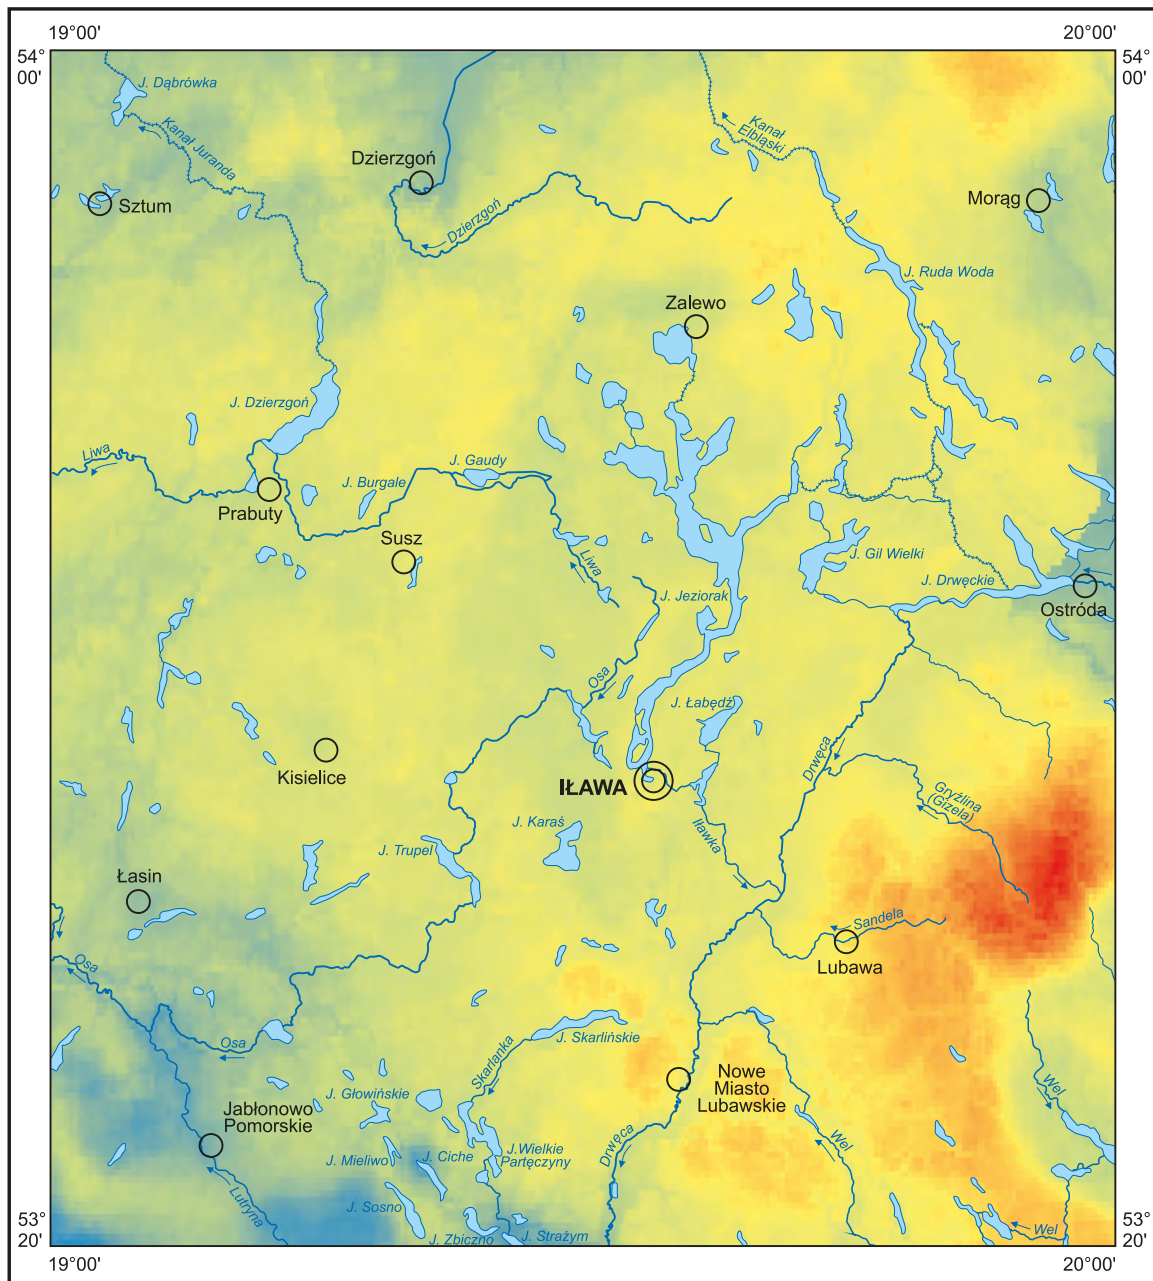 19°00'
20°00'
54°
00'
54°
00'
J. Dąbrówka
Kanał Juranda
Kanał
Elbląski
Dzierzgoń
Sztum
Morąg
Dzierzgoń
J. Ruda Woda
Zalewo
J. Dzierzgoń
Liwa
J. Gaudy
J. Burgale
Prabuty
Susz
Liwa
J. Gil Wielki
J. Drwęckie
J. Jeziorak
Ostróda
Osa
J. Łabędź
Drwęca
Kisielice
IŁAWA
Gryźlina
(Gizela)
J. Karaś
Iławka
J. Trupel
Łasin
Sandela
Lubawa
Osa
Osa
Skarlanka
J. Skarlińskie
Nowe
Miasto
Lubawskie
J. Głowińskie
Wel
Jabłonowo
Pomorskie
Drwęca
Wel
J.Wielkie
Partęczyny
J. Mieliwo
J. Ciche
Lutryna
J. Sosno
J. Zbiczno
J. Strażym
Wel
53°
20'
53°
20'
19°00'
20°00'